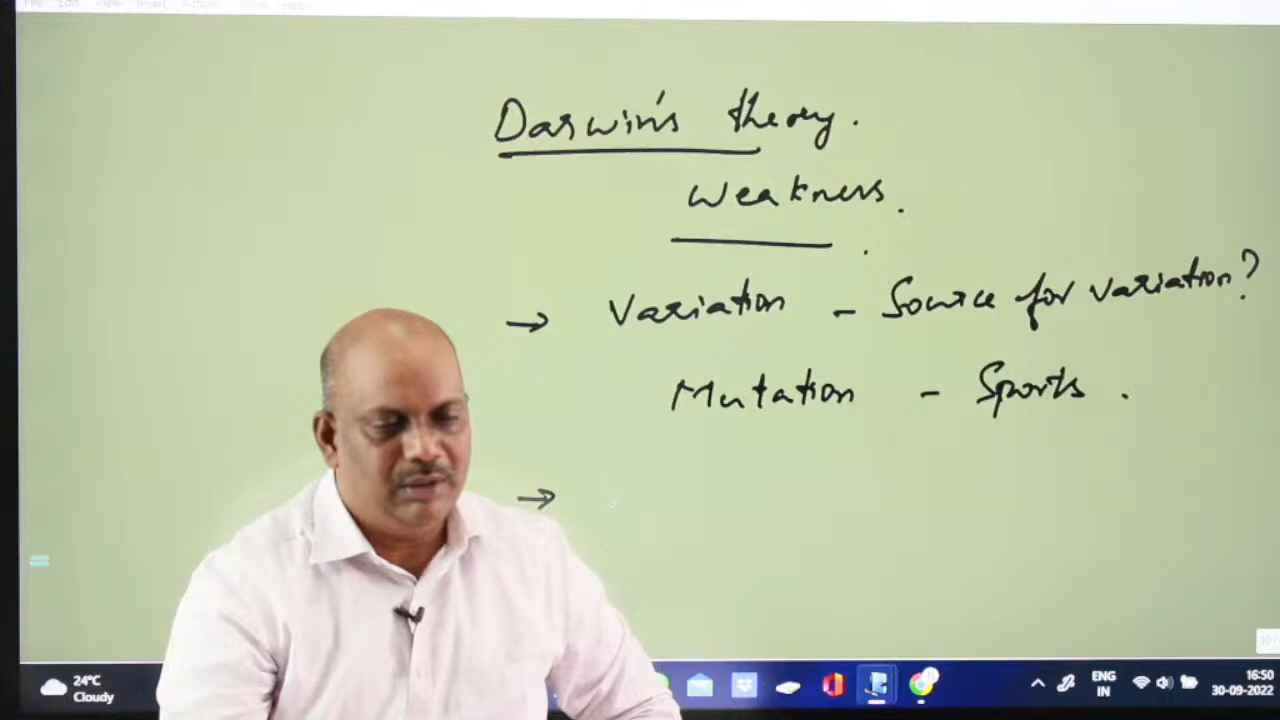 Darwin's theory.
Weakness.
→ Variation - Source for variation?
Mutation - Sports.
→
24°C
Cloudy
ENG
IN
16:50
30-09-2022